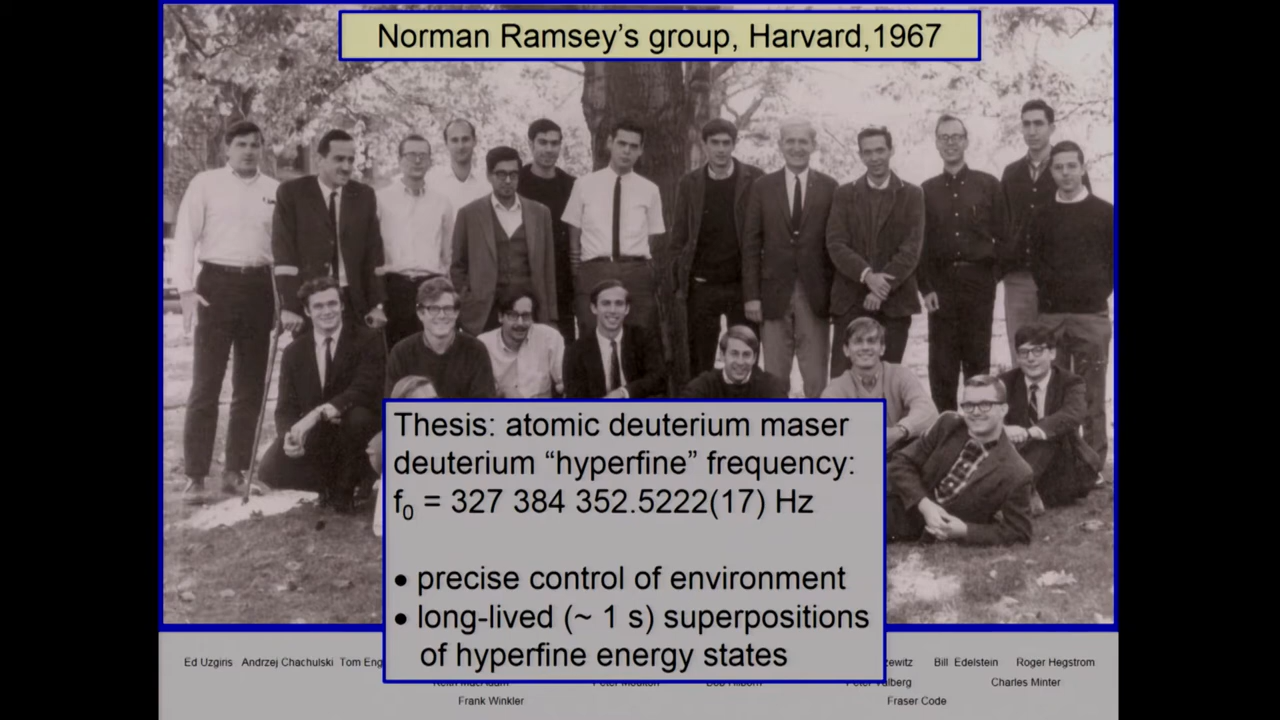 Norman Ramsey’s group, Harvard,1967
Thesis: atomic deuterium maser
deuterium “hyperfine” frequency:
f₀ = 327 384 352.5222(17) Hz
• precise control of environment
• long-lived (~ 1 s) superpositions
of hyperfine energy states
Ed Uzgiris Andrzej Chachulski Tom Bill Edelstein Roger Hegstrom
Peter Charles Minter
Frank Winkler Fraser Code